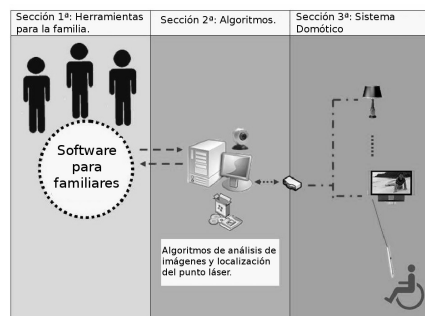 Sección 1ª: Herramientas
para la familia.
Sección 2ª: Algoritmos.
Sección 3ª: Sistema
Domótico
Software
para
familiares
Algoritmos de análisis de
imágenes y localización
del punto láser.